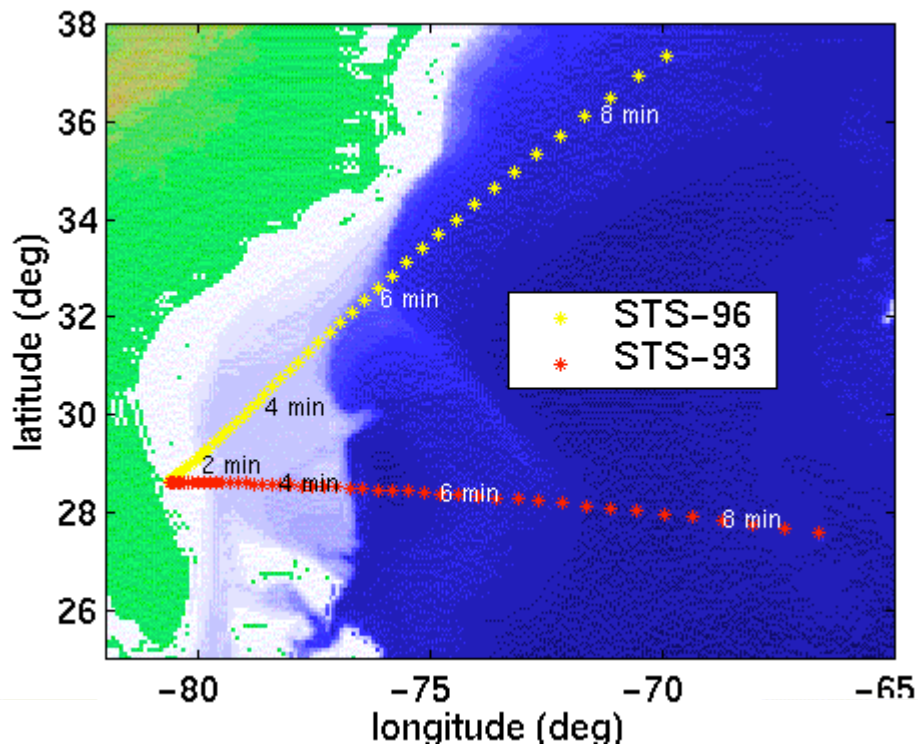 38
36
34
32
30
28
26
latitude (deg)
8 min
6 min
STS-96
STS-93
4 min
2 min
4 min
6 min
8 min
-80
-75
-70
-65
longitude (deg)